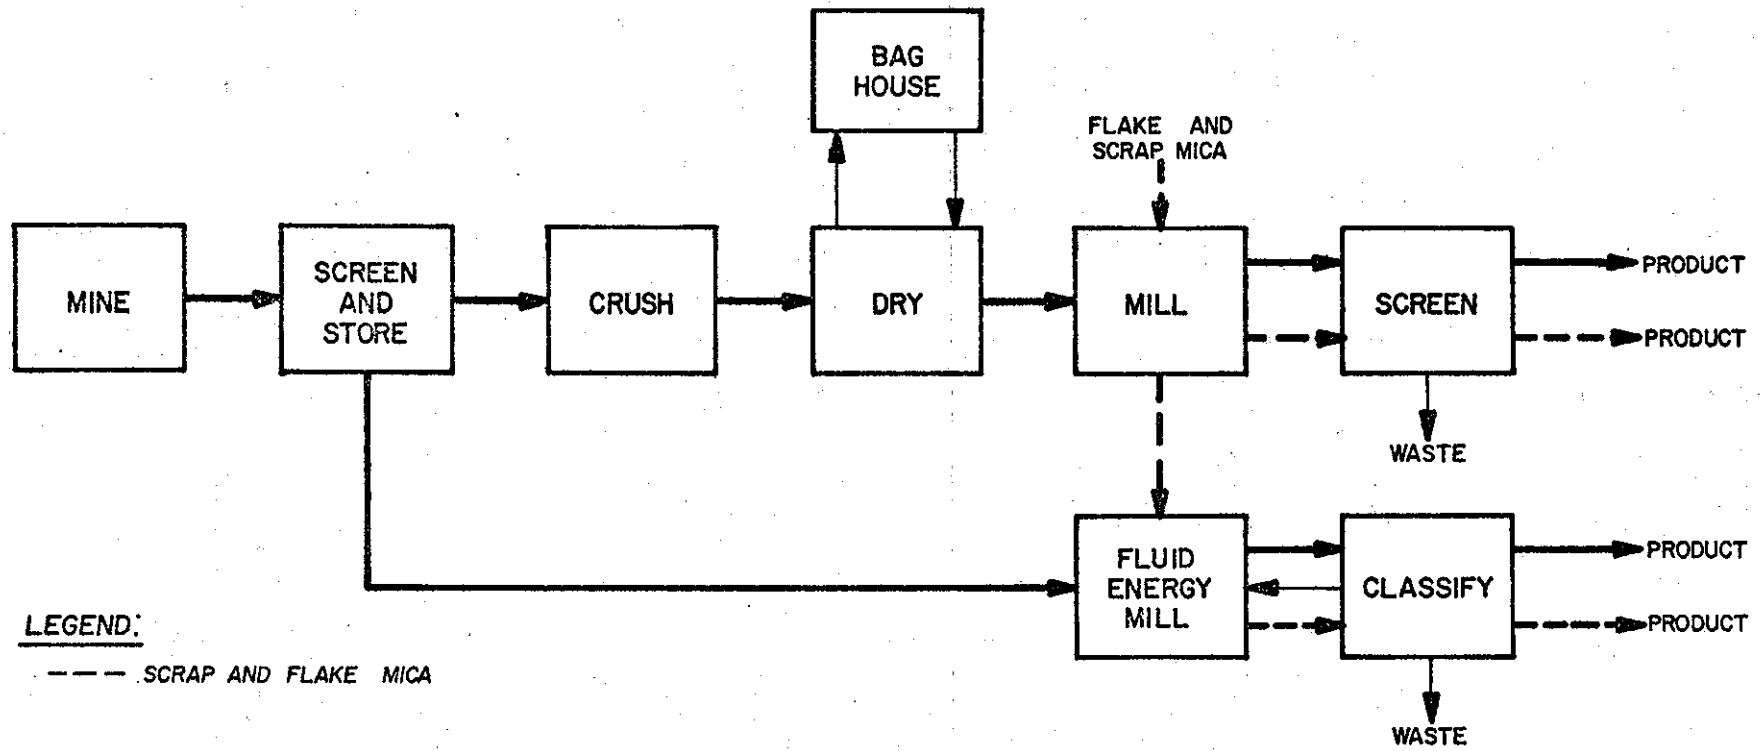 BAG
HOUSE
FLAKE AND
SCRAP MICA
MINE
SCREEN
AND
STORE
CRUSH
DRY
MILL
SCREEN
PRODUCT
PRODUCT
WASTE
FLUID
ENERGY
MILL
CLASSIFY
PRODUCT
PRODUCT
WASTE
LEGEND:
SCRAP AND FLAKE MICA